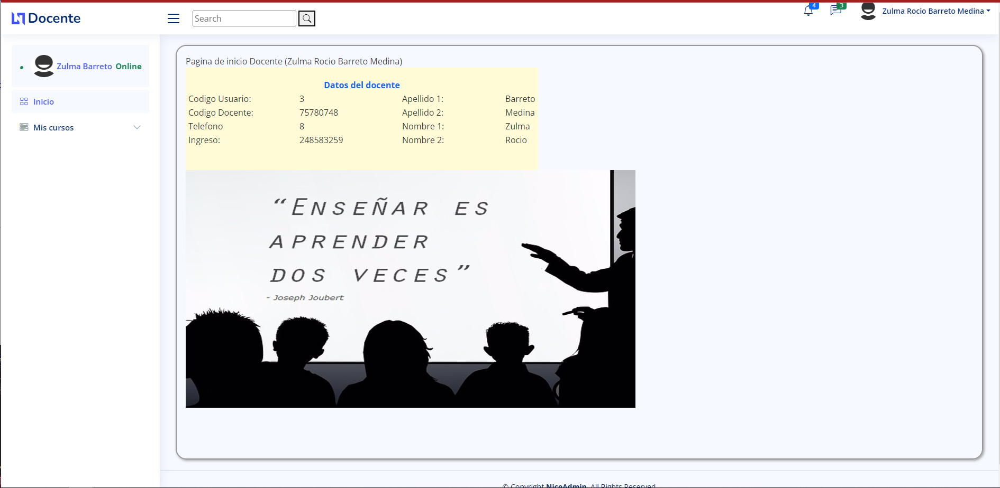 Docente
Search
4
3
Zulma Rocio Barreto Medina
Zulma Barreto Online
Inicio
Mis cursos
Pagina de inicio Docente (Zulma Rocio Barreto Medina)
Datos del docente
Codigo Usuario: 3 Apellido 1: Barreto
Codigo Docente: 75780748 Apellido 2: Medina
Telefono 8 Nombre 1: Zulma
Ingreso: 248583259 Nombre 2: Rocio
“Enseñar es
aprender
dos veces”
- Joseph Joubert
© Copyright NiceAdmin. All Rights Reserved